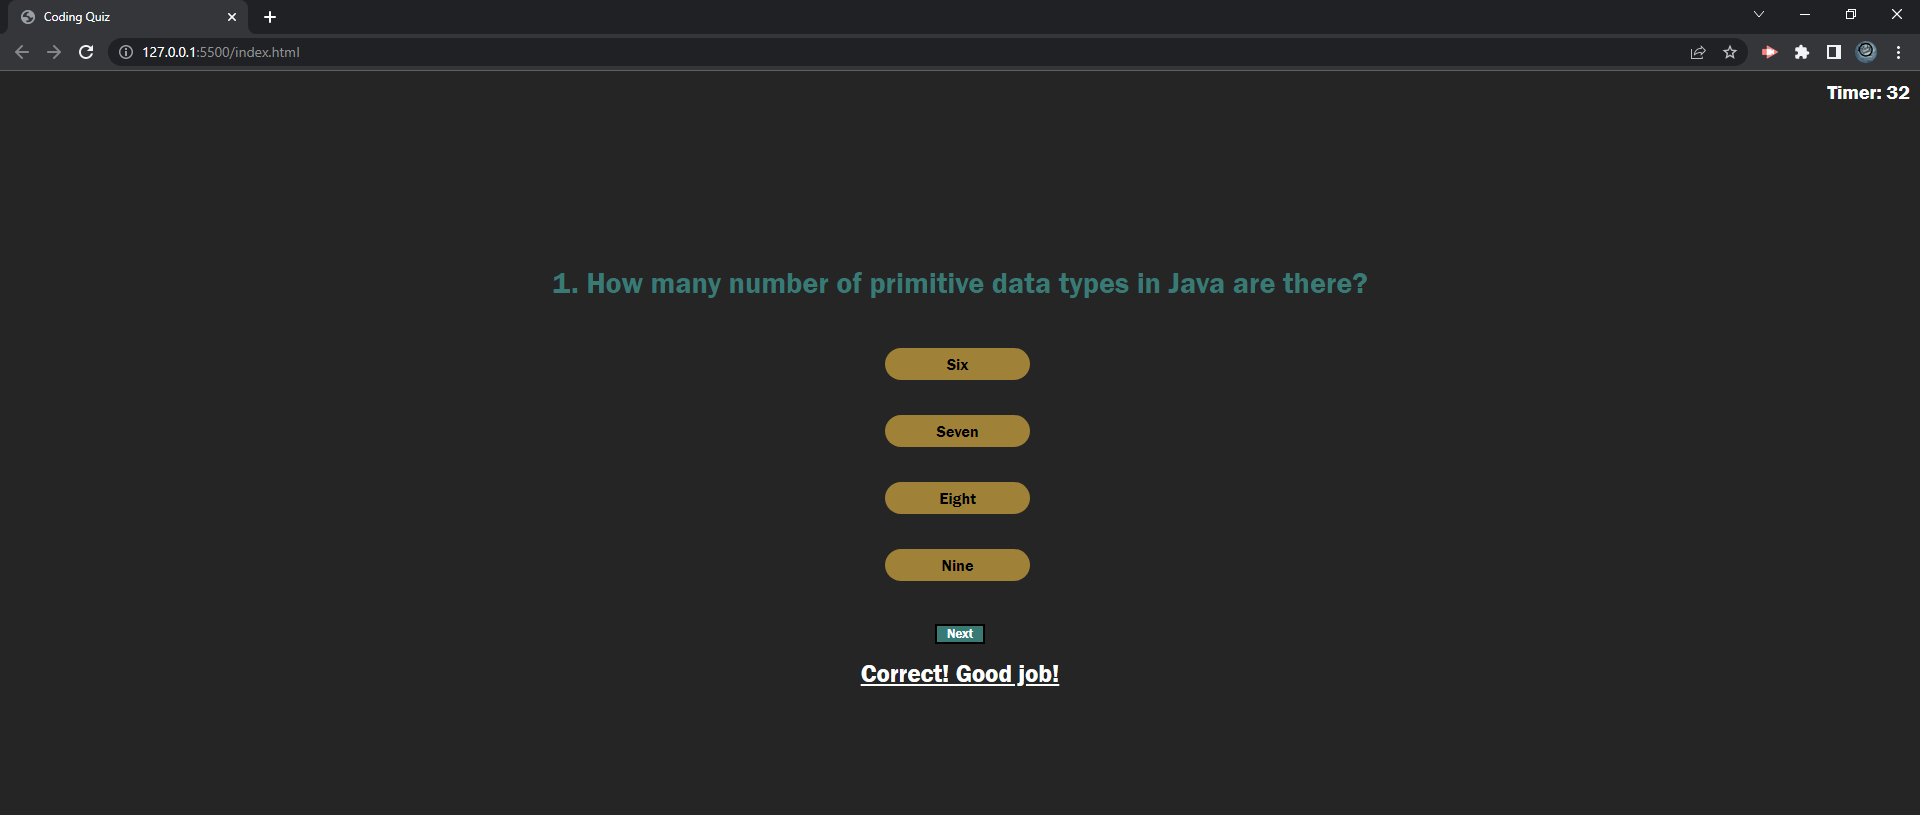 Coding Quiz
127.0.0.1:5500/index.html
Timer: 32
1. How many number of primitive data types in Java are there?
Six
Seven
Eight
Nine
Next
Correct! Good job!